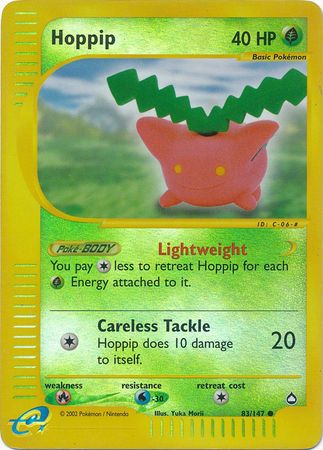 Hoppip 40 HP
Basic Pokémon
ID: C-06-#
Poké-BODY Lightweight
You pay less to retreat Hoppip for each
Energy attached to it.
Careless Tackle 20
Hoppip does 10 damage
to itself.
weakness resistance retreat cost
-30
e
© 2002 Pokémon / Nintendo Illus. Yuka Morii 83/147